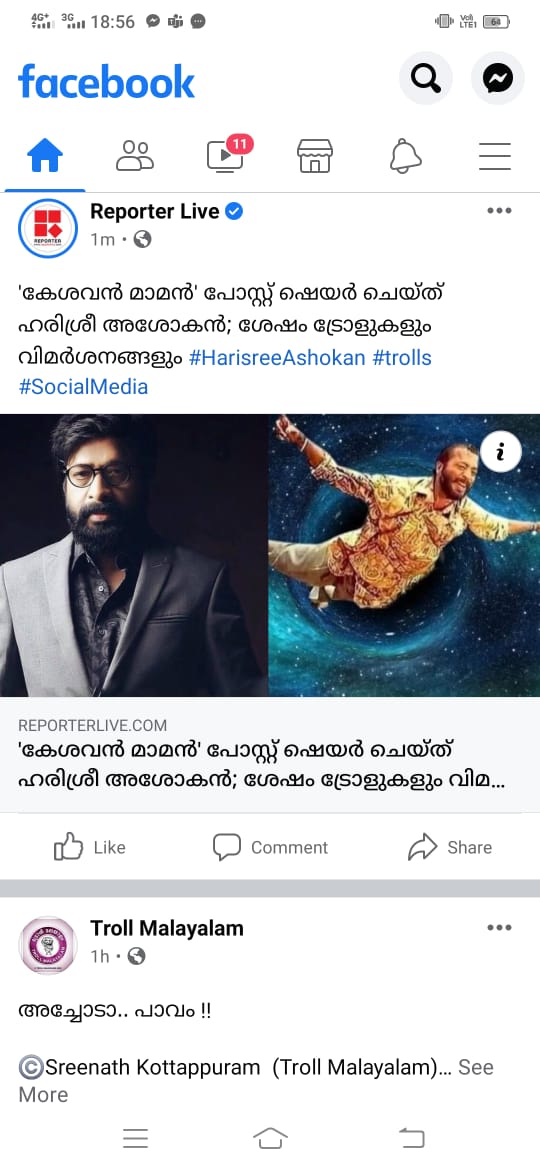 4G+ 3G 18:56 Vo) LTE1 64
facebook
11
Reporter Live
REPORTER
1m ·
'കേശവൻ മാമൻ' പോസ്റ്റ് ഷെയർ ചെയ്ത്
ഹരിശ്രീ അശോകൻ; ശേഷം ട്രോളുകളും
വിമർശനങ്ങളും #HarisreeAshokan #trolls
#SocialMedia
i
REPORTERLIVE.COM
'കേശവൻ മാമൻ' പോസ്റ്റ് ഷെയർ ചെയ്ത്
ഹരിശ്രീ അശോകൻ; ശേഷം ട്രോളുകളും വിമ...
Like Comment Share
Troll Malayalam
1h ·
അച്ചോടാ.. പാവം !!
©Sreenath Kottappuram (Troll Malayalam)... See
More